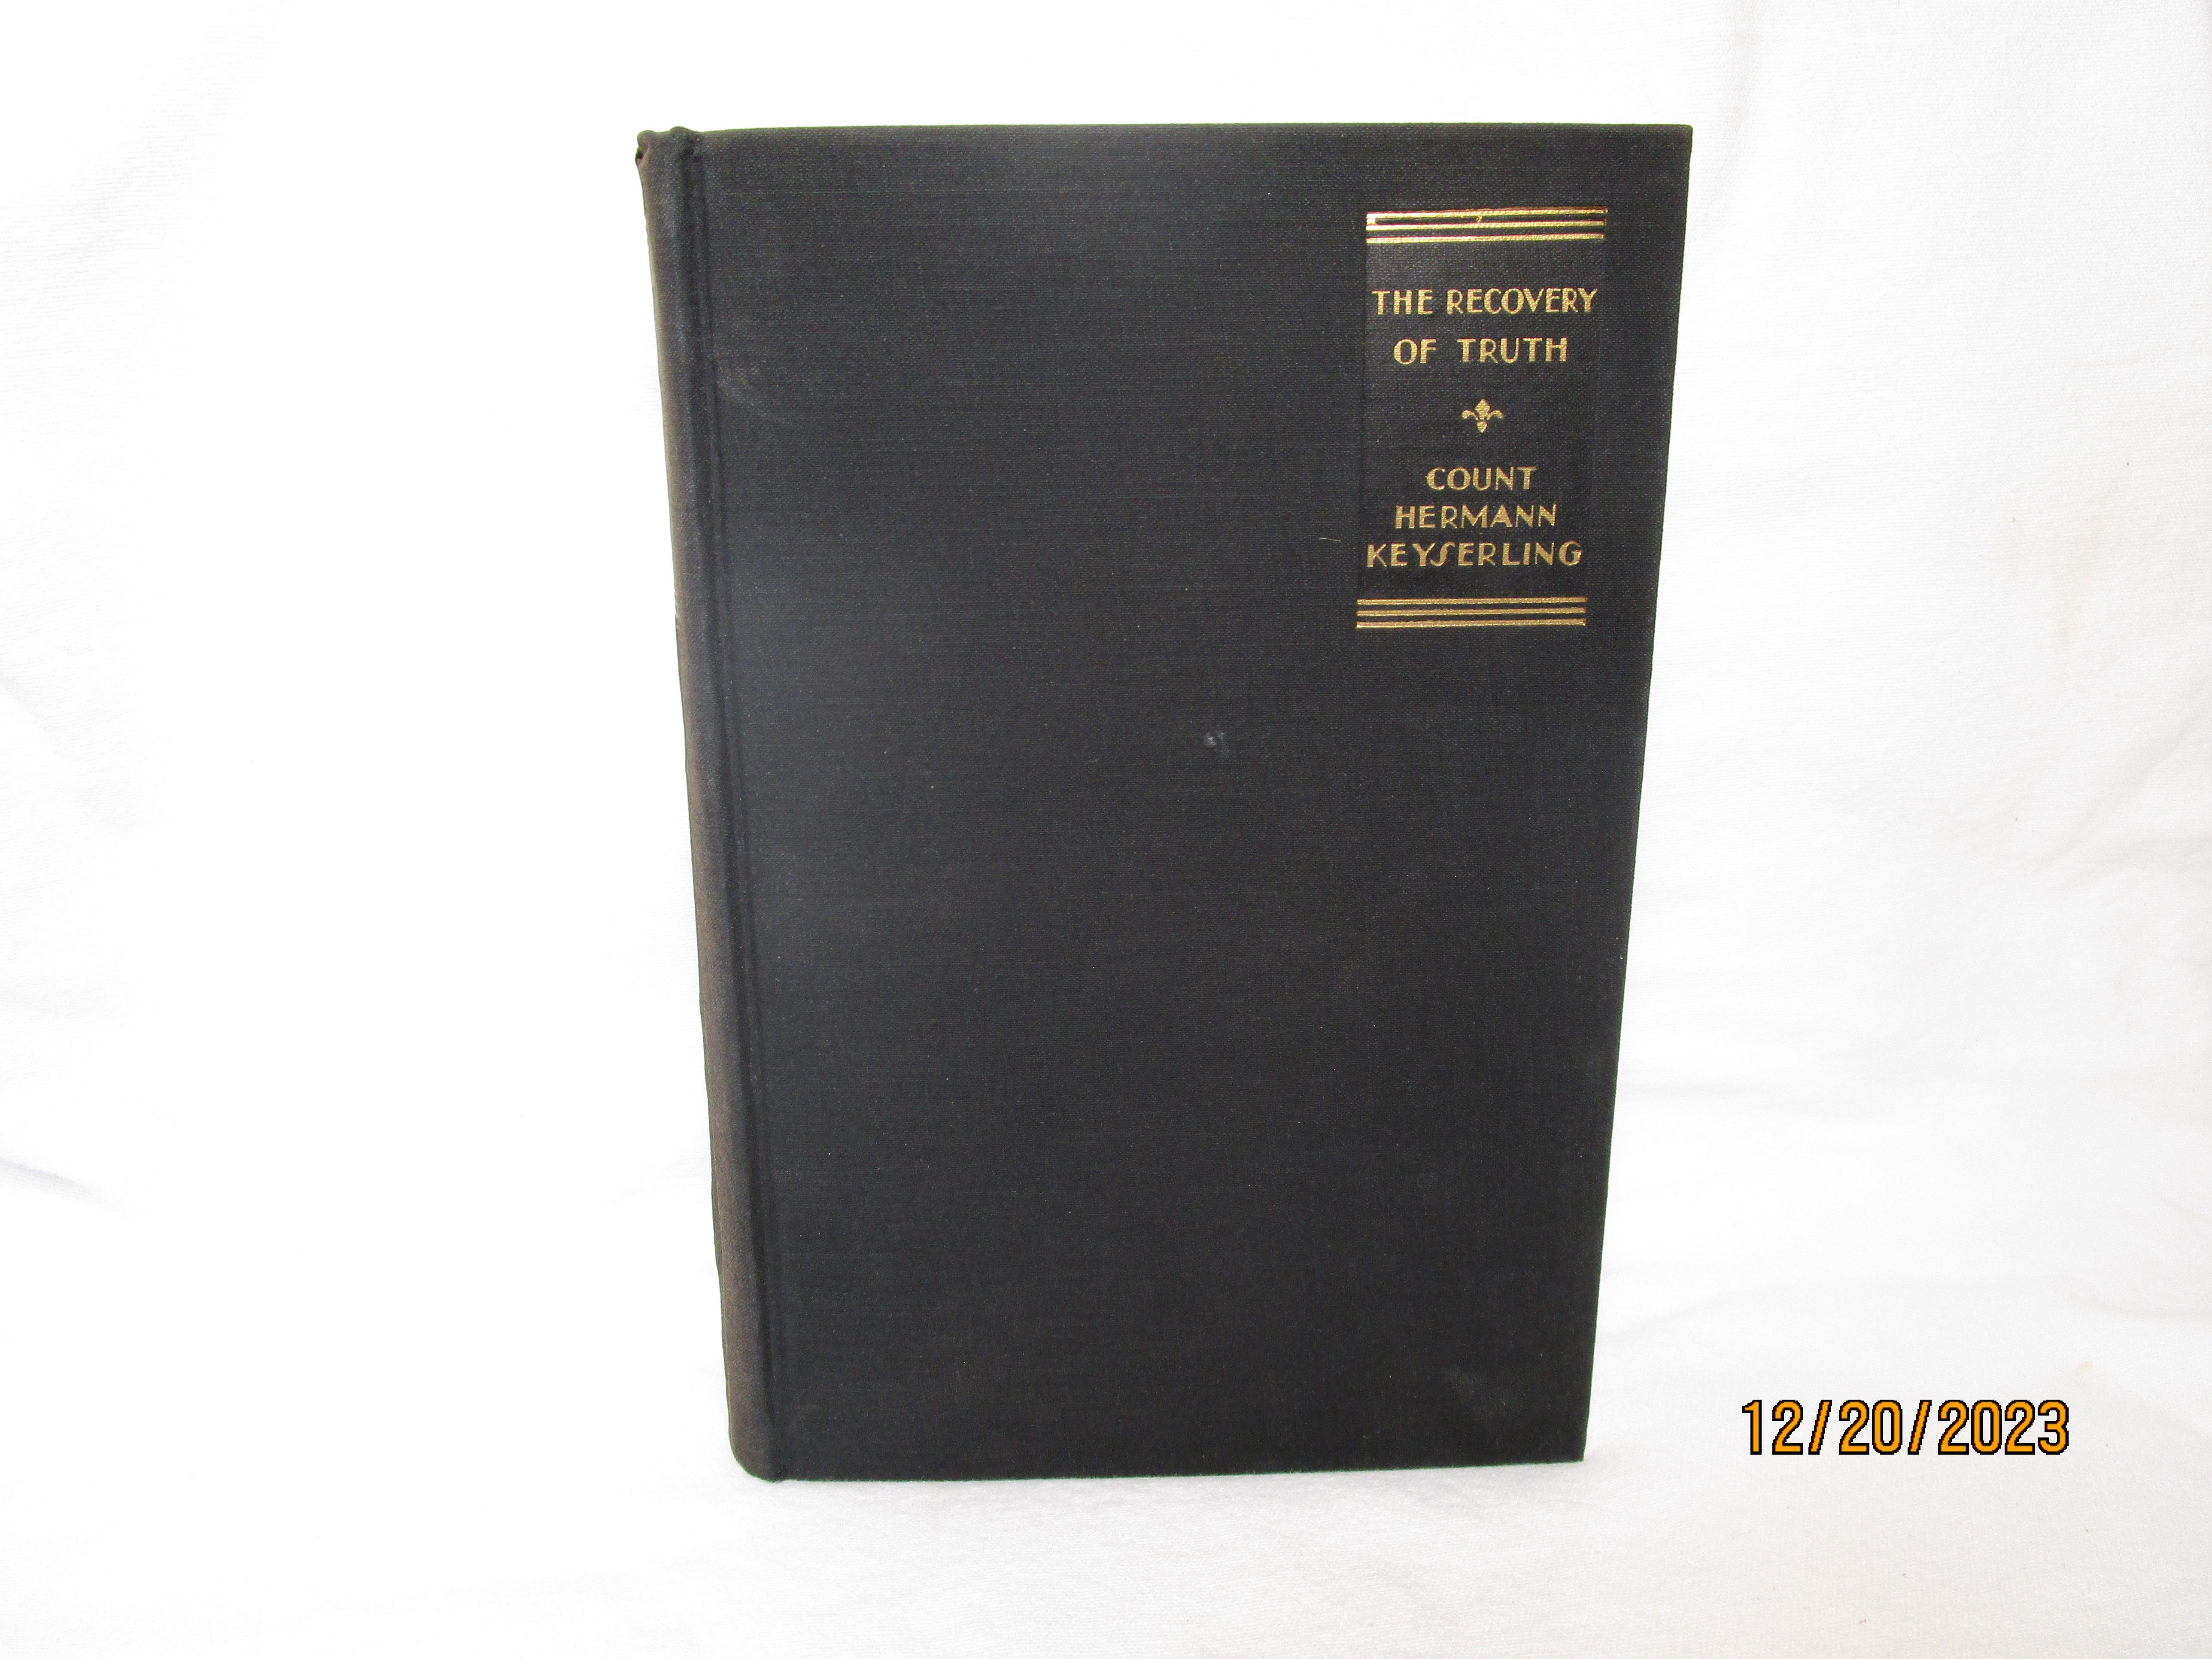 THE RECOVERY
OF TRUTH
COUNT
HERMANN
KEYSERLING
12/20/2023